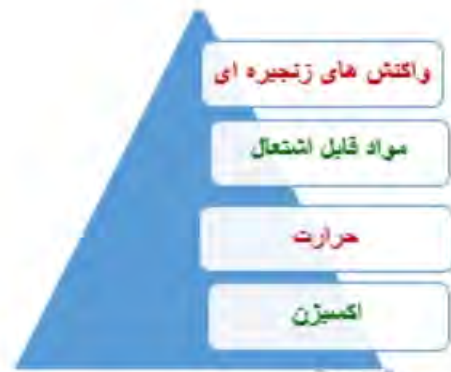 واکنش های زنجیره ای
مواد قابل اشتعال
حرارت
اکسیژن